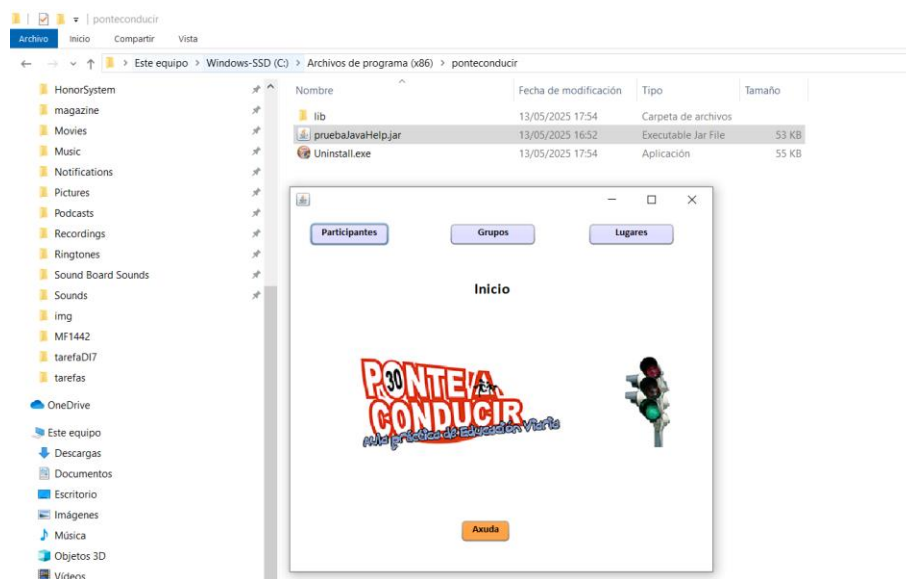 ponteconducir
Archivo Inicio Compartir Vista
Este equipo > Windows-SSD (C:) > Archivos de programa (x86) > ponteconducir
Nombre Fecha de modificación Tipo Tamaño
lib 13/05/2025 17:54 Carpeta de archivos
pruebaJavaHelp.jar 13/05/2025 16:52 Executable Jar File 53 KB
Uninstall.exe 13/05/2025 17:54 Aplicación 55 KB
HonorSystem
magazine
Movies
Music
Notifications
Pictures
Podcasts
Recordings
Ringtones
Sound Board Sounds
Sounds
img
MF1442
tarefaDI7
tarefas
OneDrive
Este equipo
Descargas
Documentos
Escritorio
Imágenes
Música
Objetos 3D
Vídeos
Participantes Grupos Lugares
Inicio
PONTE A
30
CONDUCIR
Aula práctica de Educación Viaria
Axuda